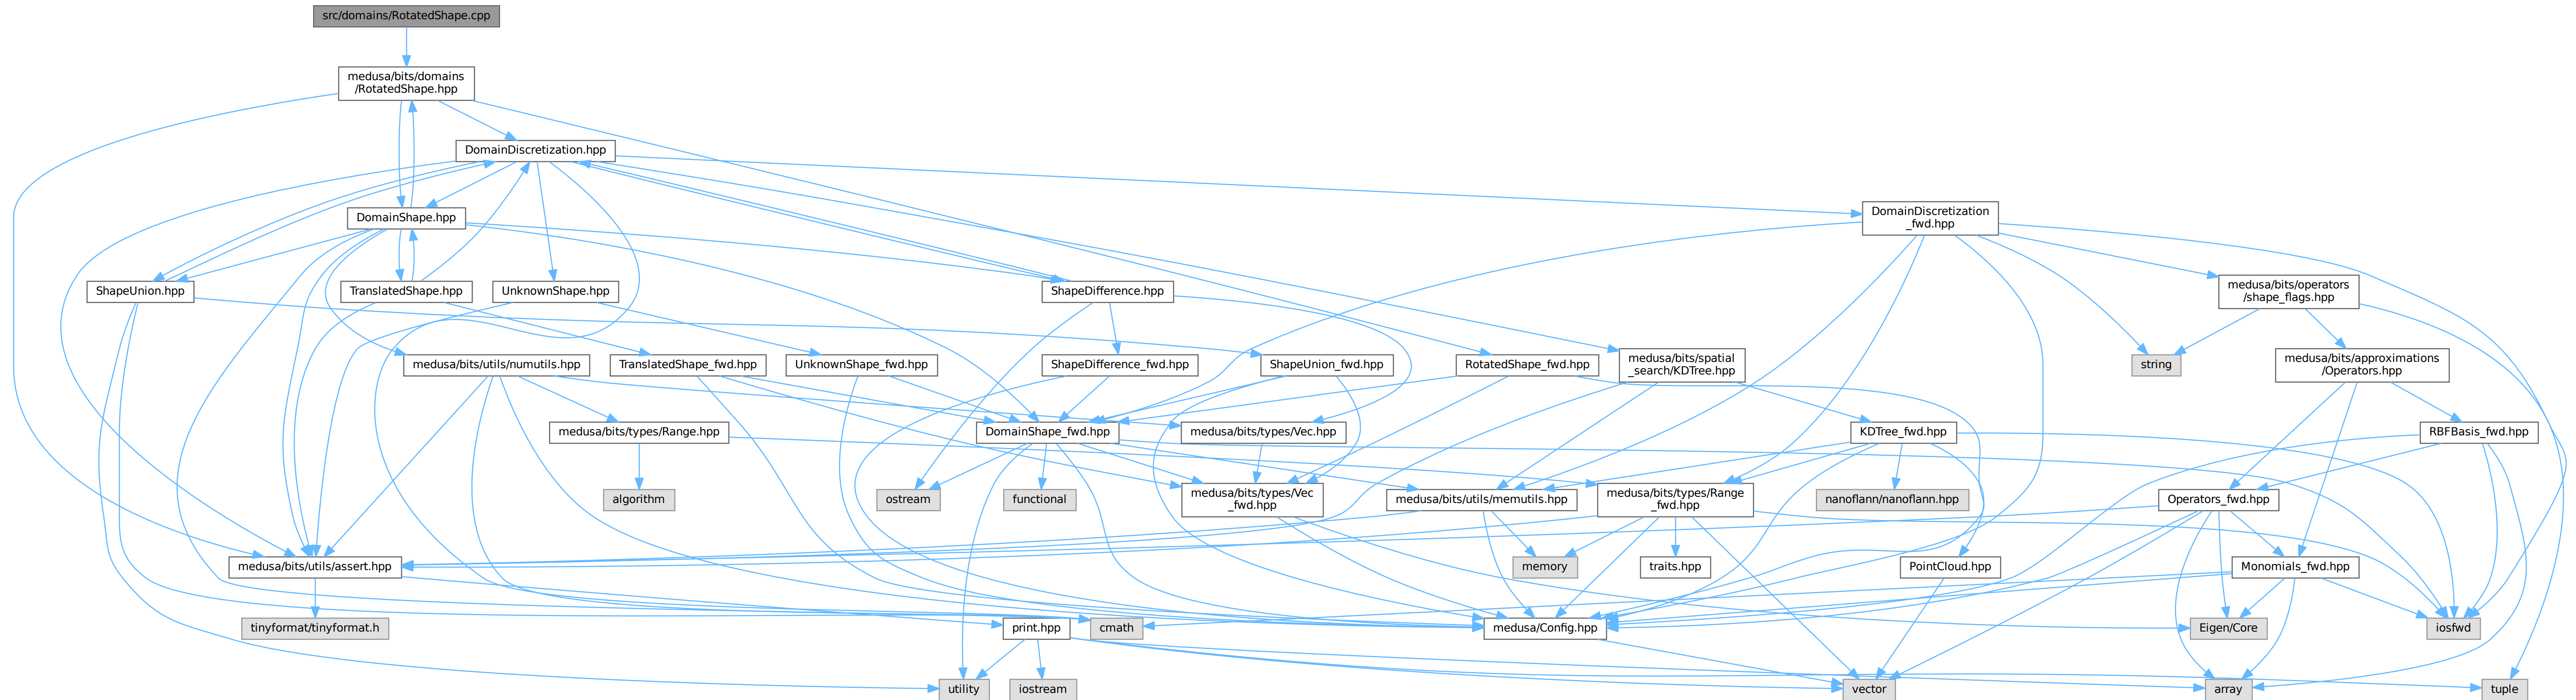 src/domains/RotatedShape.cpp
medusa/bits/domains
/RotatedShape.hpp
DomainDiscretization.hpp
DomainShape.hpp
DomainDiscretization
_fwd.hpp
ShapeUnion.hpp
TranslatedShape.hpp
UnknownShape.hpp
ShapeDifference.hpp
medusa/bits/operators
/shape_flags.hpp
medusa/bits/utils/numutils.hpp
TranslatedShape_fwd.hpp
UnknownShape_fwd.hpp
ShapeDifference_fwd.hpp
ShapeUnion_fwd.hpp
RotatedShape_fwd.hpp
medusa/bits/spatial
_search/KDTree.hpp
string
medusa/bits/approximations
/Operators.hpp
medusa/bits/types/Range.hpp
DomainShape_fwd.hpp
medusa/bits/types/Vec.hpp
KDTree_fwd.hpp
RBFBasis_fwd.hpp
algorithm
ostream
functional
medusa/bits/types/Vec
_fwd.hpp
medusa/bits/utils/memutils.hpp
medusa/bits/types/Range
_fwd.hpp
nanoflann/nanoflann.hpp
Operators_fwd.hpp
medusa/bits/utils/assert.hpp
memory
traits.hpp
PointCloud.hpp
Monomials_fwd.hpp
tinyformat/tinyformat.h
print.hpp
cmath
medusa/Config.hpp
Eigen/Core
iosfwd
utility
iostream
vector
array
tuple